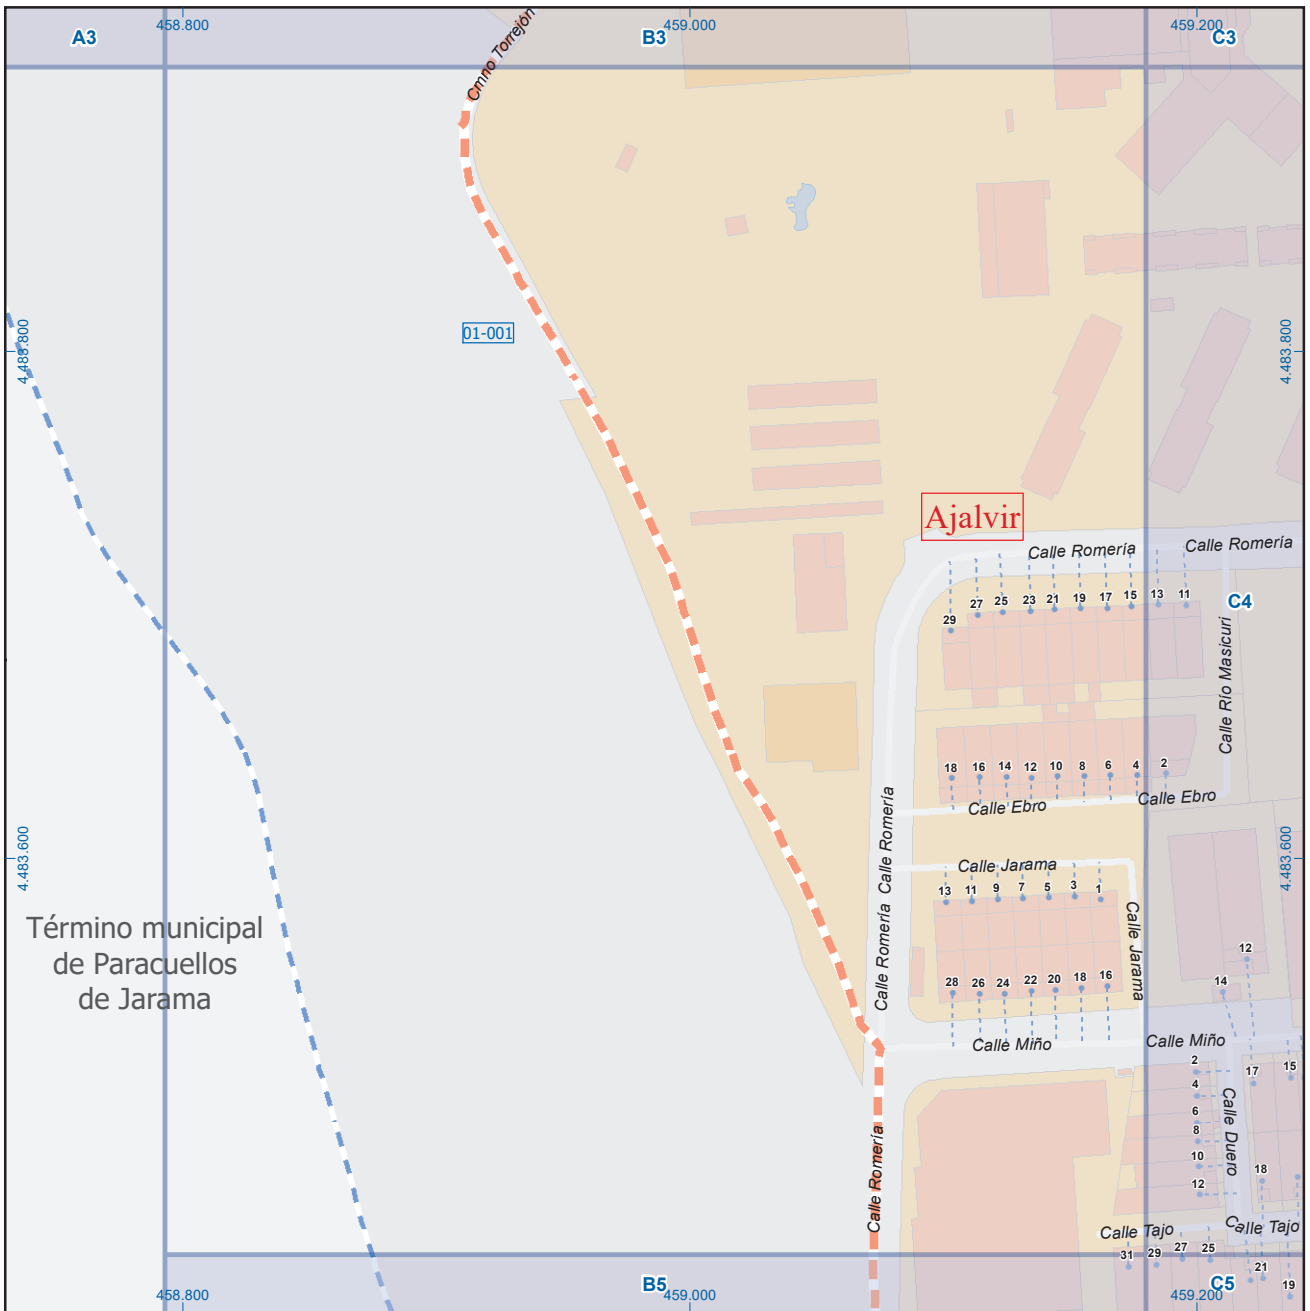 458.800
459.000
459.200
A3
B3
C3
Cmno Torrejón
4.483.800
01-001
4.483.800
Ajalvir
Calle Romería
Calle Romería
29
27
25
23
21
19
17
15
13
11
C4
Calle Río Masicuri
18
16
14
12
10
8
6
4
2
Calle Ebro
Calle Ebro
Calle Romería
4.483.600
4.483.600
Calle Jarama
13
11
9
7
5
3
1
Calle Jarama
Término municipal
de Paracuellos
de Jarama
Calle Romería
28
26
24
22
20
18
16
12
14
Calle Miño
Calle Miño
2
4
6
8
10
12
17
15
Calle Duero
18
Calle Romería
Calle Tajo
Calle Tajo
31
29
27
25
21
19
B5
C5
458.800
459.000
459.200